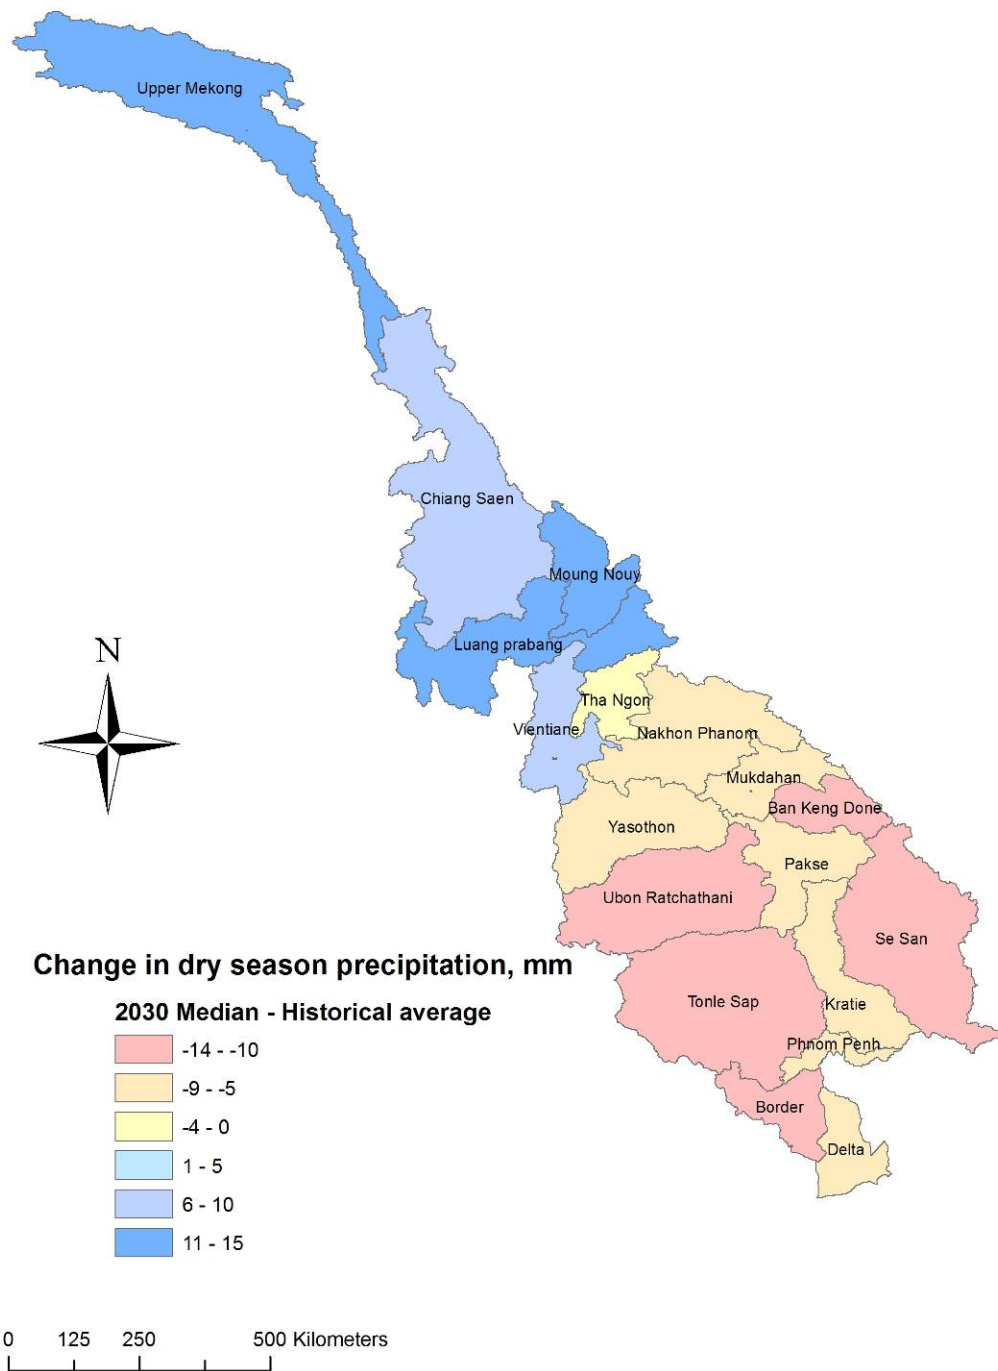 Upper Mekong
Chiang Saen
Moung Nouy
Luang prabang
Tha Ngon
Vientiane
Nakhon Phanom
Mukdahan
Ban Keng Done
Yasothon
Pakse
Ubon Ratchathani
Se San
Tonle Sap
Kratie
Phnom Penh
Border
Delta
N
Change in dry season precipitation, mm
2030 Median - Historical average
-14 - -10
-9 - -5
-4 - 0
1 - 5
6 - 10
11 - 15
0 125 250 500 Kilometers